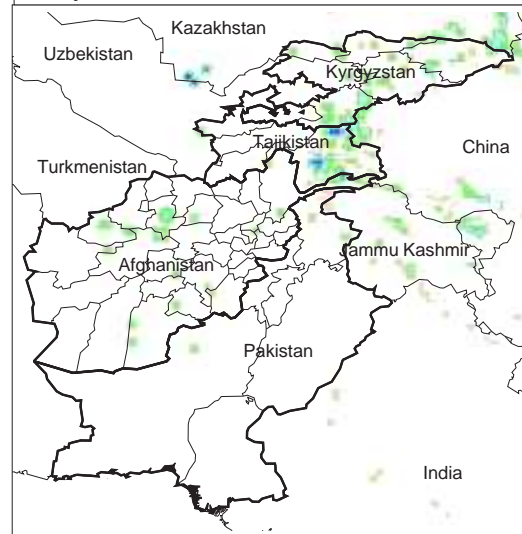 Kazakhstan
Uzbekistan
Kyrgyzstan
Tajikistan
China
Turkmenistan
Jammu Kashmir
Afghanistan
Pakistan
India